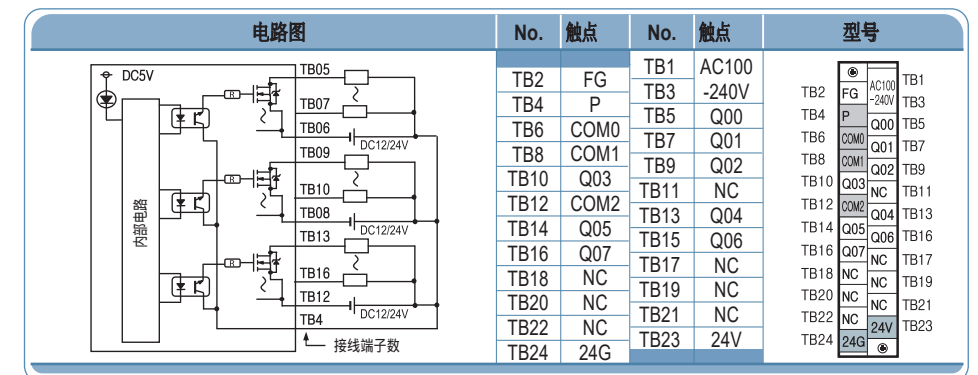 电路图 No. 触点 No. 触点 型号
DC5V
内部电路
R
TB05
TB07
TB06
DC12/24V
R
TB09
TB10
TB08
DC12/24V
R
TB13
TB16
TB12
DC12/24V
TB4
接线端子数
TB2 FG
TB4 P
TB6 COM0
TB8 COM1
TB10 Q03
TB12 COM2
TB14 Q05
TB16 Q07
TB18 NC
TB20 NC
TB22 NC
TB24 24G
TB1 AC100
TB3 -240V
TB5 Q00
TB7 Q01
TB9 Q02
TB11 NC
TB13 Q04
TB15 Q06
TB17 NC
TB19 NC
TB21 NC
TB23 24V
TB2 FG
TB4 P
TB6 COM0
TB8 COM1
TB10 Q03
TB12 COM2
TB14 Q05
TB16 Q07
TB18 NC
TB20 NC
TB22 NC
TB24 24G
AC100 TB1
-240V TB3
Q00 TB5
Q01 TB7
Q02 TB9
NC TB11
Q04 TB13
Q06 TB16
NC TB17
NC TB19
NC TB21
24V TB23